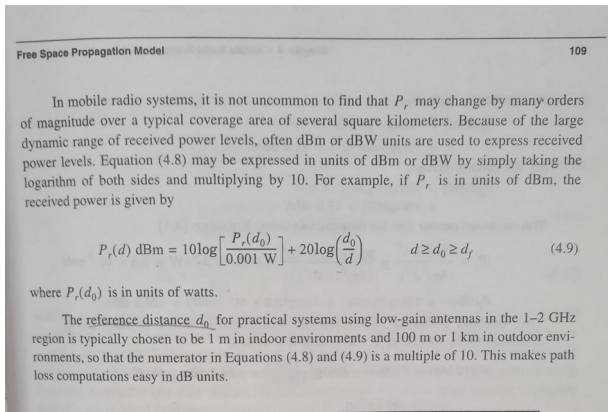 Free Space Propagation Model 109
In mobile radio systems, it is not uncommon to find that P_r may change by many orders
of magnitude over a typical coverage area of several square kilometers. Because of the large
dynamic range of received power levels, often dBm or dBW units are used to express received
power levels. Equation (4.8) may be expressed in units of dBm or dBW by simply taking the
logarithm of both sides and multiplying by 10. For example, if P_r is in units of dBm, the
received power is given by
P_r(d) dBm = 10log[P_r(d_0)/0.001 W] + 20log(d_0/d) d ≥ d_0 ≥ d_f (4.9)
where P_r(d_0) is in units of watts.
The reference distance d_0 for practical systems using low-gain antennas in the 1–2 GHz
region is typically chosen to be 1 m in indoor environments and 100 m or 1 km in outdoor envi-
ronments, so that the numerator in Equations (4.8) and (4.9) is a multiple of 10. This makes path
loss computations easy in dB units.